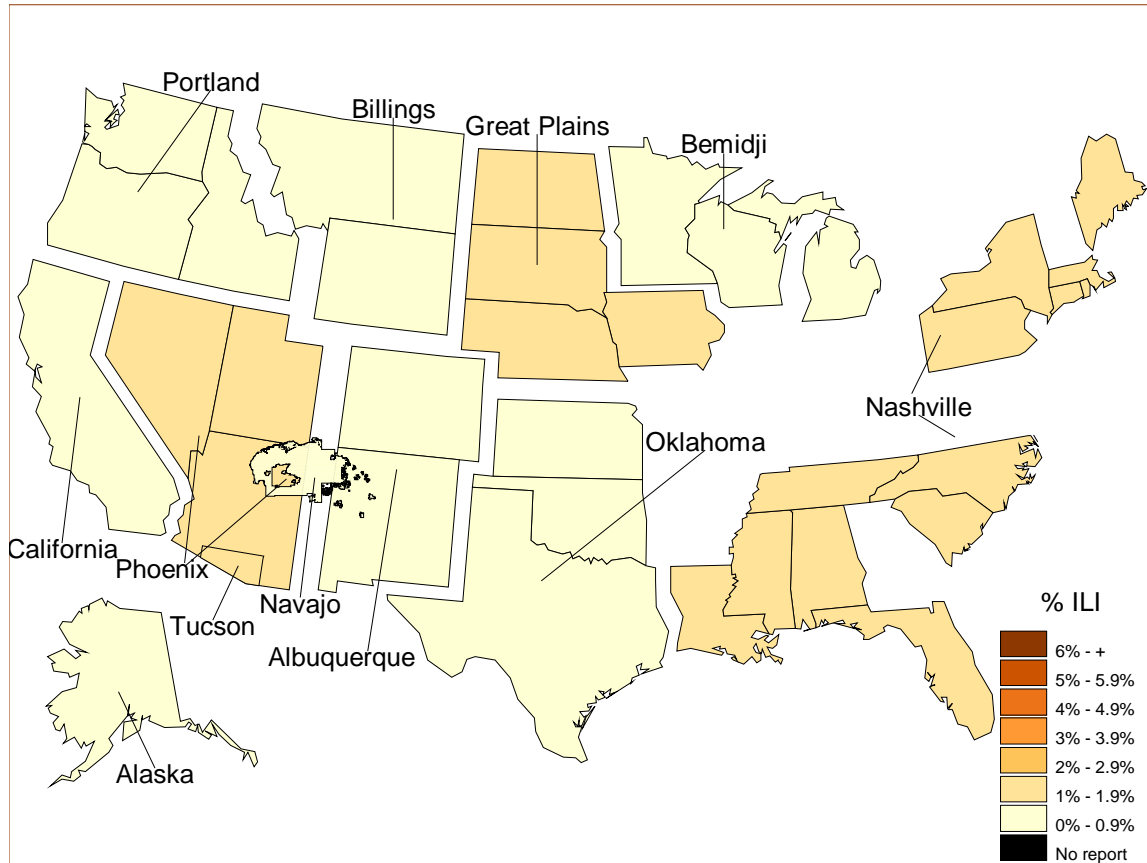 Portland
Billings
Great Plains
Bemidji
Nashville
Oklahoma
California
Phoenix
Navajo
Tucson
Albuquerque
Alaska
% ILI
6% - +
5% - 5.9%
4% - 4.9%
3% - 3.9%
2% - 2.9%
1% - 1.9%
0% - 0.9%
No report